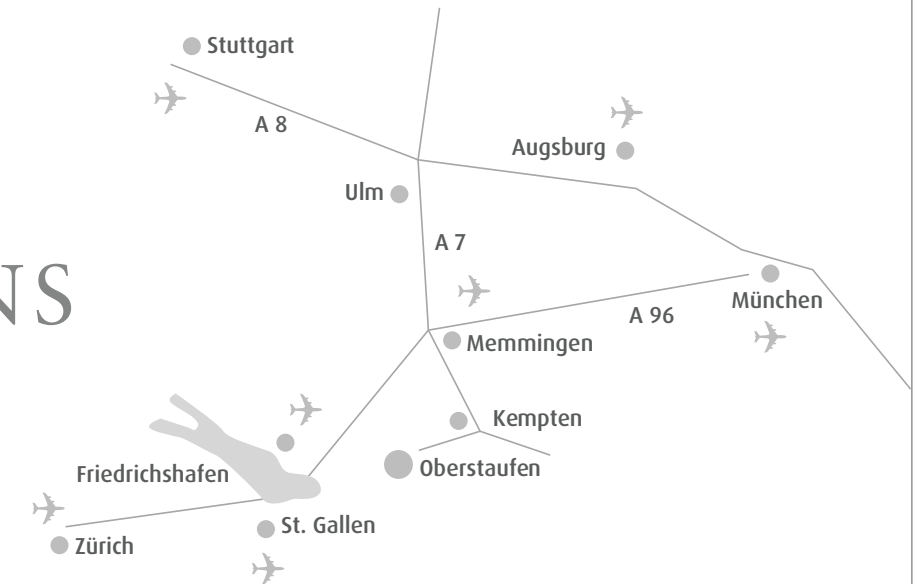 Stuttgart
A 8
Augsburg
Ulm
A 7
NS
München
A 96
Memmingen
Kempten
Oberstaufen
Friedrichshafen
St. Gallen
Zürich